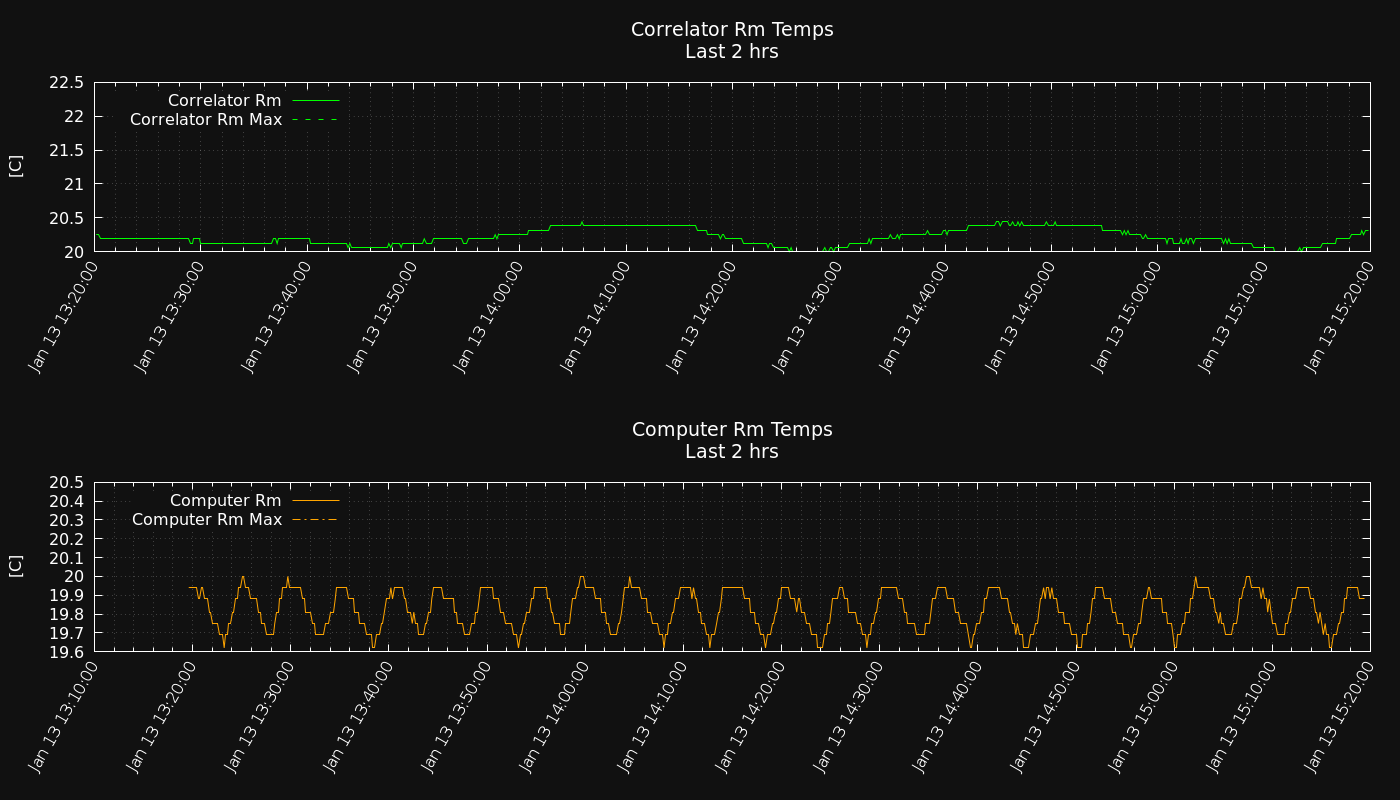 Correlator Rm Temps
Last 2 hrs
22.5
22
21.5
21
20.5
20
[C]
Correlator Rm
Correlator Rm Max
Jan 13 13:20:00
Jan 13 13:30:00
Jan 13 13:40:00
Jan 13 13:50:00
Jan 13 14:00:00
Jan 13 14:10:00
Jan 13 14:20:00
Jan 13 14:30:00
Jan 13 14:40:00
Jan 13 14:50:00
Jan 13 15:00:00
Jan 13 15:10:00
Jan 13 15:20:00
Computer Rm Temps
Last 2 hrs
20.5
20.4
20.3
20.2
20.1
20
19.9
19.8
19.7
19.6
[C]
Computer Rm
Computer Rm Max
Jan 13 13:10:00
Jan 13 13:20:00
Jan 13 13:30:00
Jan 13 13:40:00
Jan 13 13:50:00
Jan 13 14:00:00
Jan 13 14:10:00
Jan 13 14:20:00
Jan 13 14:30:00
Jan 13 14:40:00
Jan 13 14:50:00
Jan 13 15:00:00
Jan 13 15:10:00
Jan 13 15:20:00